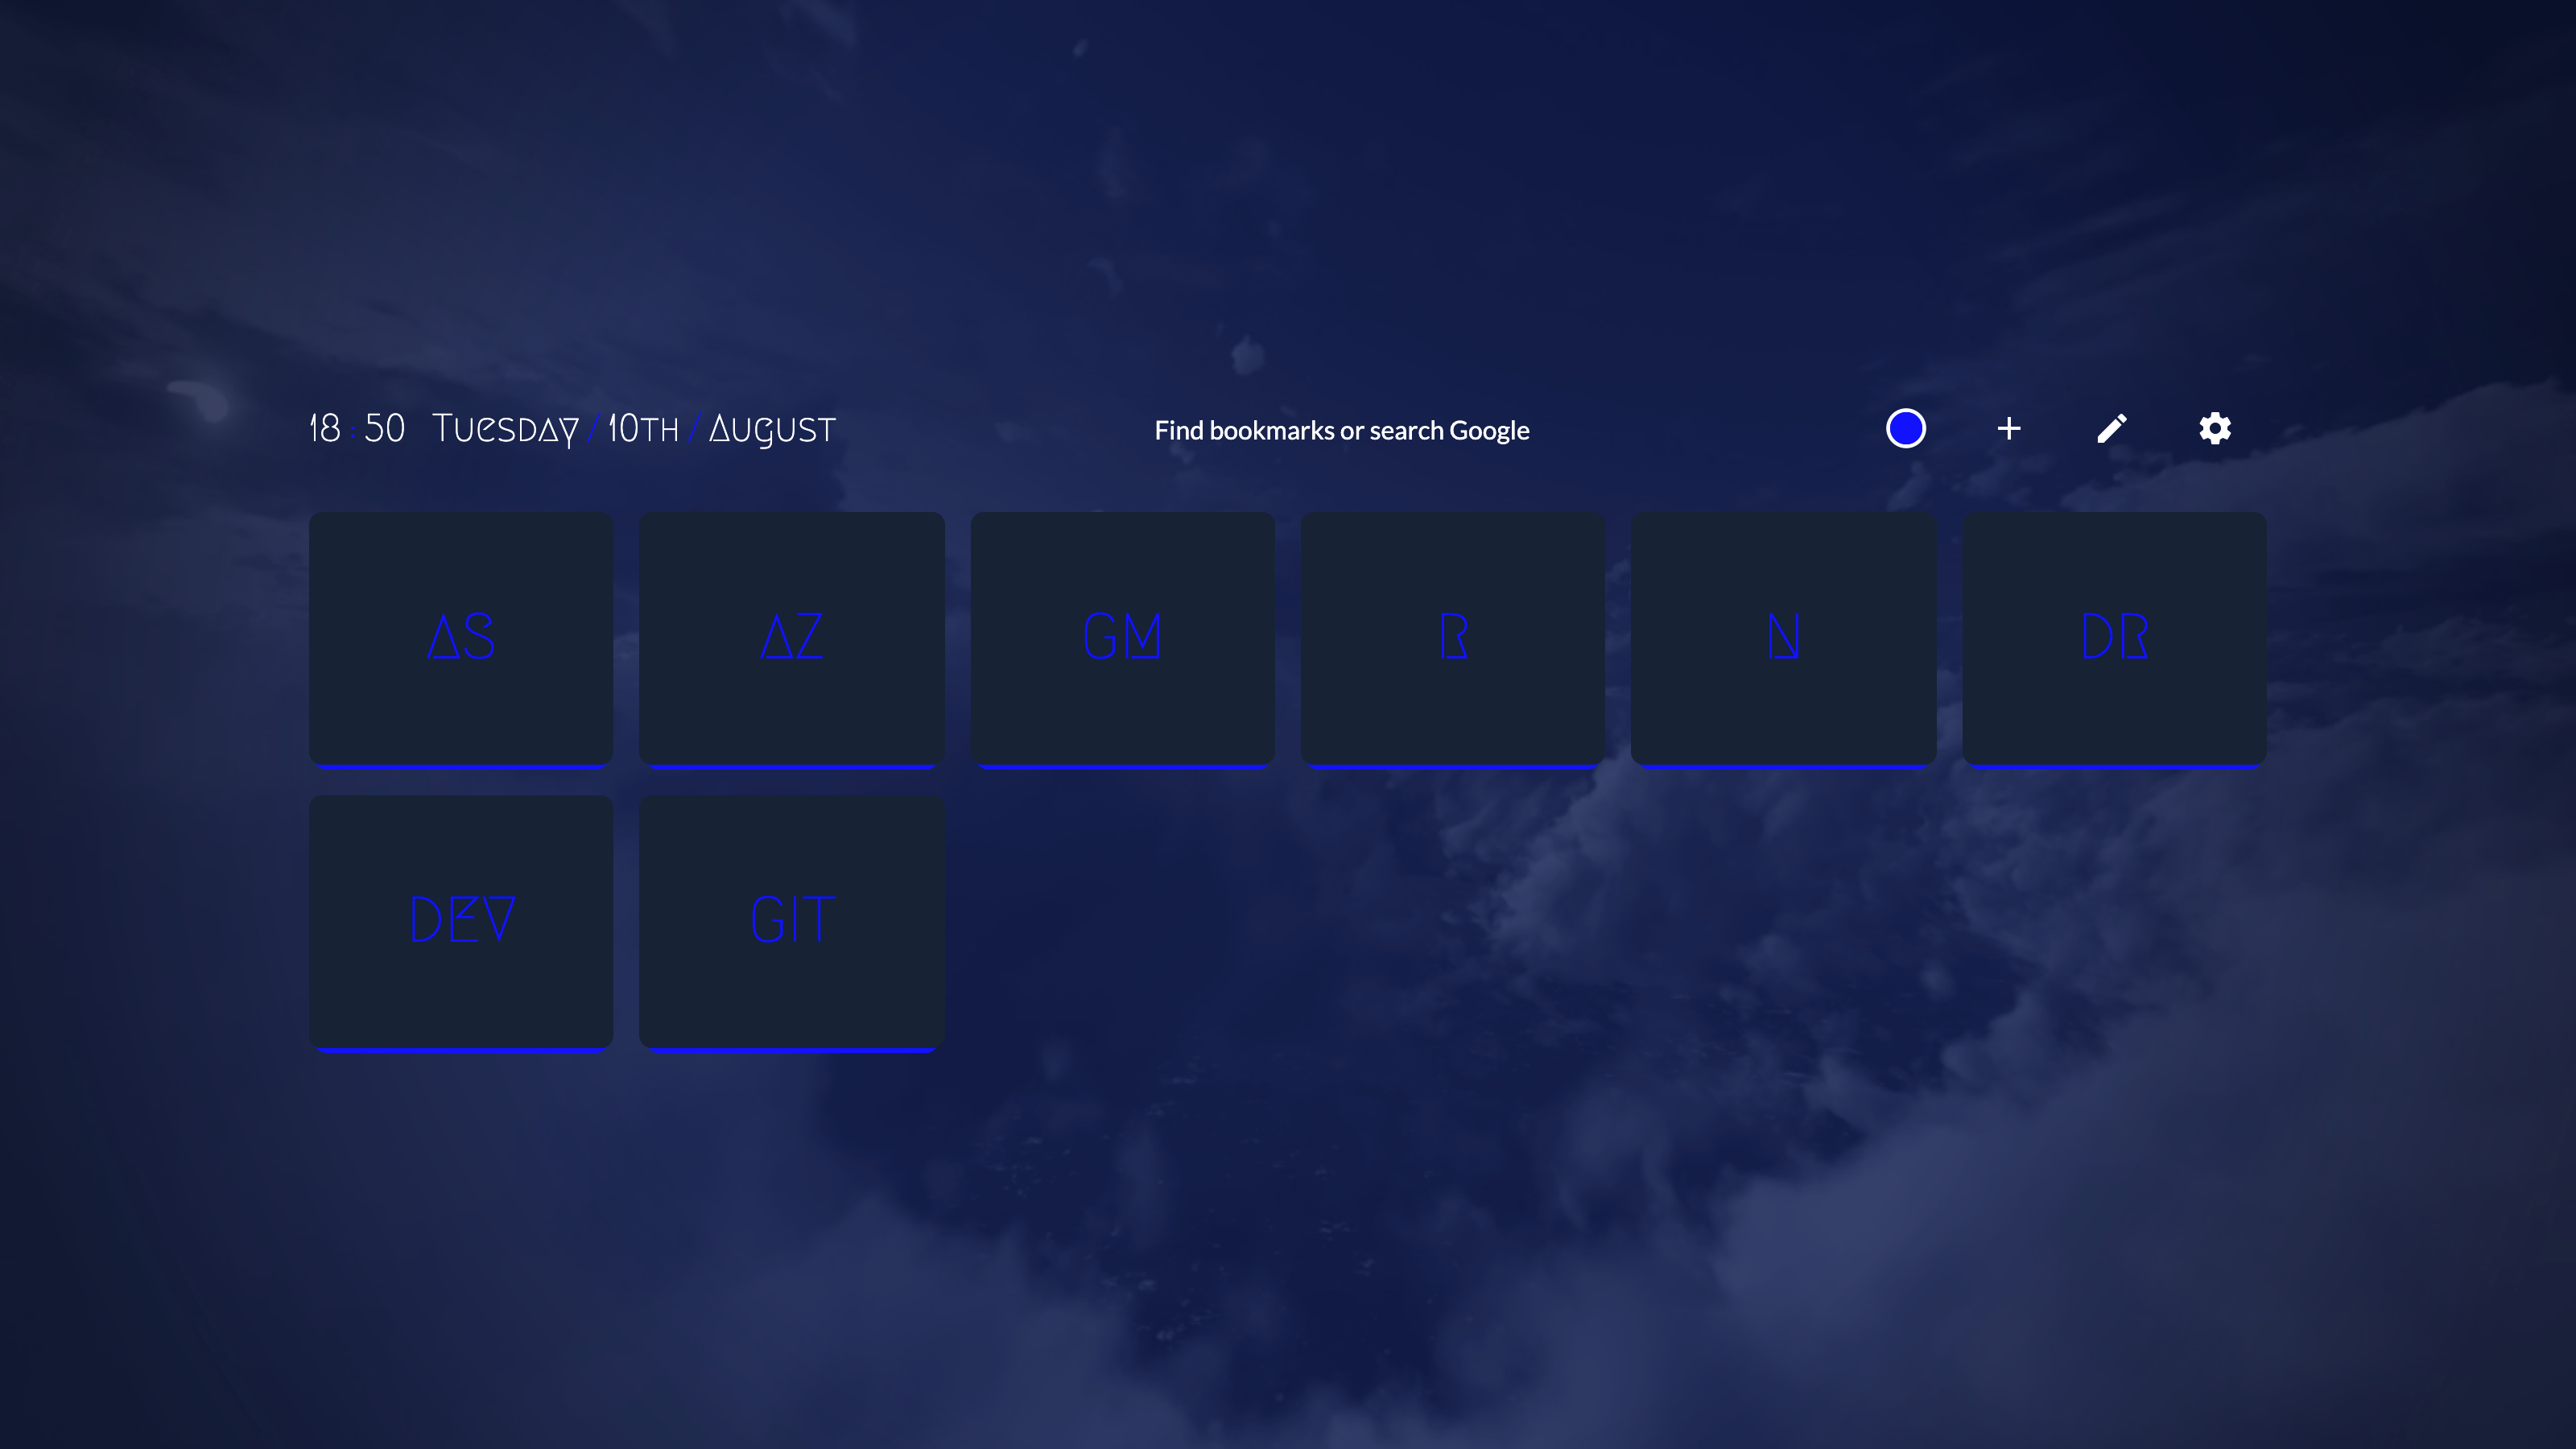 18:50 Tuesday/10th/August
Find bookmarks or search Google
AS
AZ
GM
R
N
DR
DEV
GIT